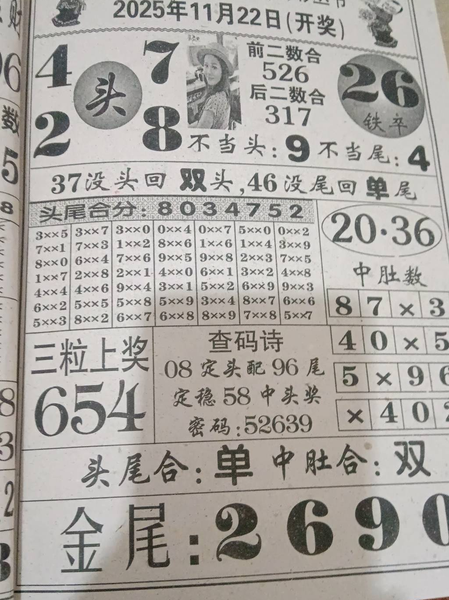 2025年11月22日(开奖)
4 7
头
2 8
前二数合
526
后二数合
317
26
铁卒
不当头:9不当尾:4
37没头回双头,46没尾回单尾
头尾合分:8034752
3××5 3××7 3××0 0××4 0××7 5××0 0××2
7××1 7××3 1××2 8××6 1××6 1××4 3××9
8××0 6××4 7××6 9××5 9××8 2××3 7××5
1××7 2××8 2××1 4××0 6××1 3××2 4××8
4××4 4××6 9××4 1××3 2××5 6××6 9××3
6××2 5××5 5××8 5××9 3××4 8××7 6××6
5××3 8××2 6××7 6××8 8××9 7××8 5××7
20·36
中肚数
8 7 × 3
4 0 × 5
5 × 9 6
× 4 0 2
三粒上奖
654
查码诗
08定头配96尾
定稳58中头奖
密码:52639
头尾合:单中肚合:双
金尾:2690